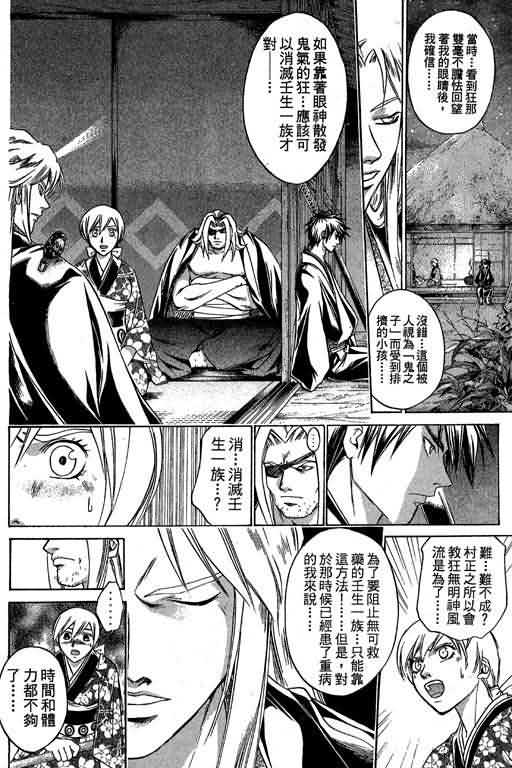 當時…看到狂那
雙毫不膽怯回望
著我的眼睛後，
我確信……
沒錯…這個被
人視為「鬼之
子」而受到排
擠的小孩……
如果靠著眼神散發
鬼氣的狂…應該可
以消滅壬生一族才
對——…
…
消…消滅壬
生一族…？
難…難不成？
村正之所以會
教狂無明神風
流是為了……
為了要阻止無可救
藥的壬生一族…只能靠
這方法！……但是，對
於那時候已經患了重病
的我來說……
…
時間和體
力都不夠
了……